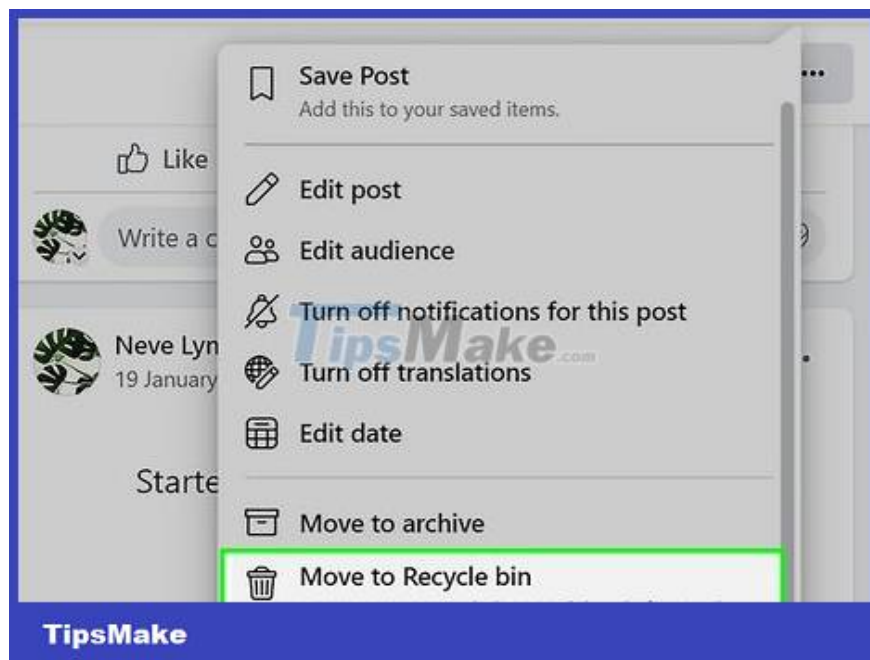 Save Post
Add this to your saved items.
Like
Write a c
Edit post
Edit audience
Turn off notifications for this post
TipsMake.com
Neve Lyn
19 January
Turn off translations
Edit date
Starte
Move to archive
Move to Recycle bin
TipsMake